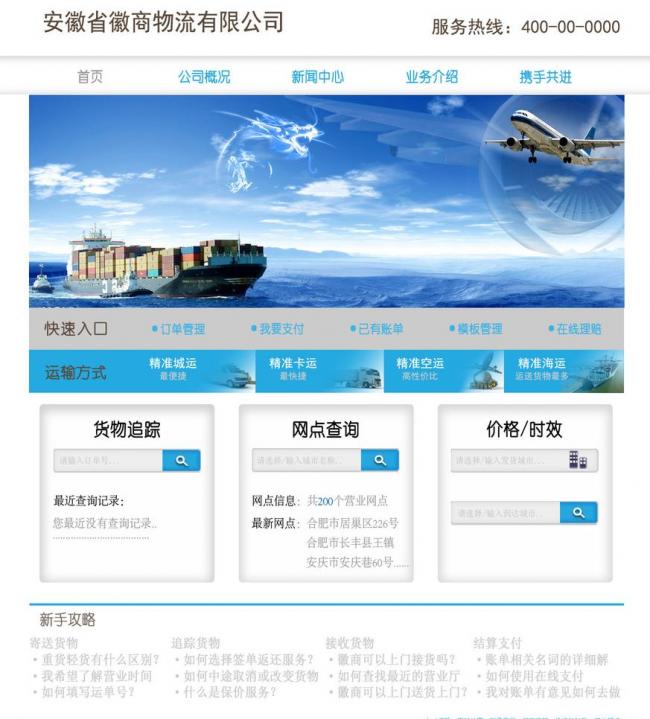 安徽省徽商物流有限公司
服务热线：400-00-0000
首页 公司概况 新闻中心 业务介绍 携手共进
快速入口 •订单管理 •我要支付 •已有账单 •模板管理 •在线理赔
运输方式
精准城运
最便捷
精准卡运
最快捷
精准空运
高性价比
精准海运
运送货物最多
货物追踪
请输入订单号...
最近查询记录：
您最近没有查询记录..
网点查询
请选择/输入城市名称..
网点信息：共200个营业网点
最新网点：合肥市居巢区226号
合肥市长丰县王镇
安庆市安庆巷60号......
价格/时效
请选择/输入发货城市...
请选择/输入到达城市...
新手攻略
寄送货物
•重货轻货有什么区别？
•我希望了解营业时间
•如何填写运单号？
追踪货物
•如何选择签单返还服务？
•如何中途取消或改变货物
•什么是保价服务？
接收货物
•徽商可以上门接货吗？
•如何查找最近的营业厅
•徽商可以上门送货上门？
结算支付
•账单相关名词的详细解
•如何使用在线支付
•我对账单有意见如何去做